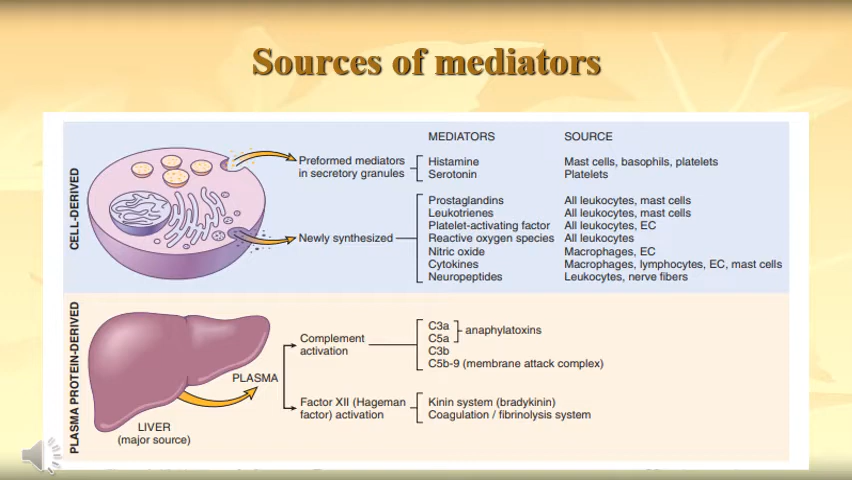 Sources of mediators
MEDIATORS SOURCE
CELL-DERIVED
Preformed mediators
in secretory granules
Histamine Mast cells, basophils, platelets
Serotonin Platelets
Newly synthesized
Prostaglandins All leukocytes, mast cells
Leukotrienes All leukocytes, mast cells
Platelet-activating factor All leukocytes, EC
Reactive oxygen species All leukocytes
Nitric oxide Macrophages, EC
Cytokines Macrophages, lymphocytes, EC, mast cells
Neuropeptides Leukocytes, nerve fibers
PLASMA PROTEIN-DERIVED
LIVER
(major source)
PLASMA
Complement
activation
C3a
C5a
anaphylatoxins
C3b
C5b-9 (membrane attack complex)
Factor XII (Hageman
factor) activation
Kinin system (bradykinin)
Coagulation / fibrinolysis system